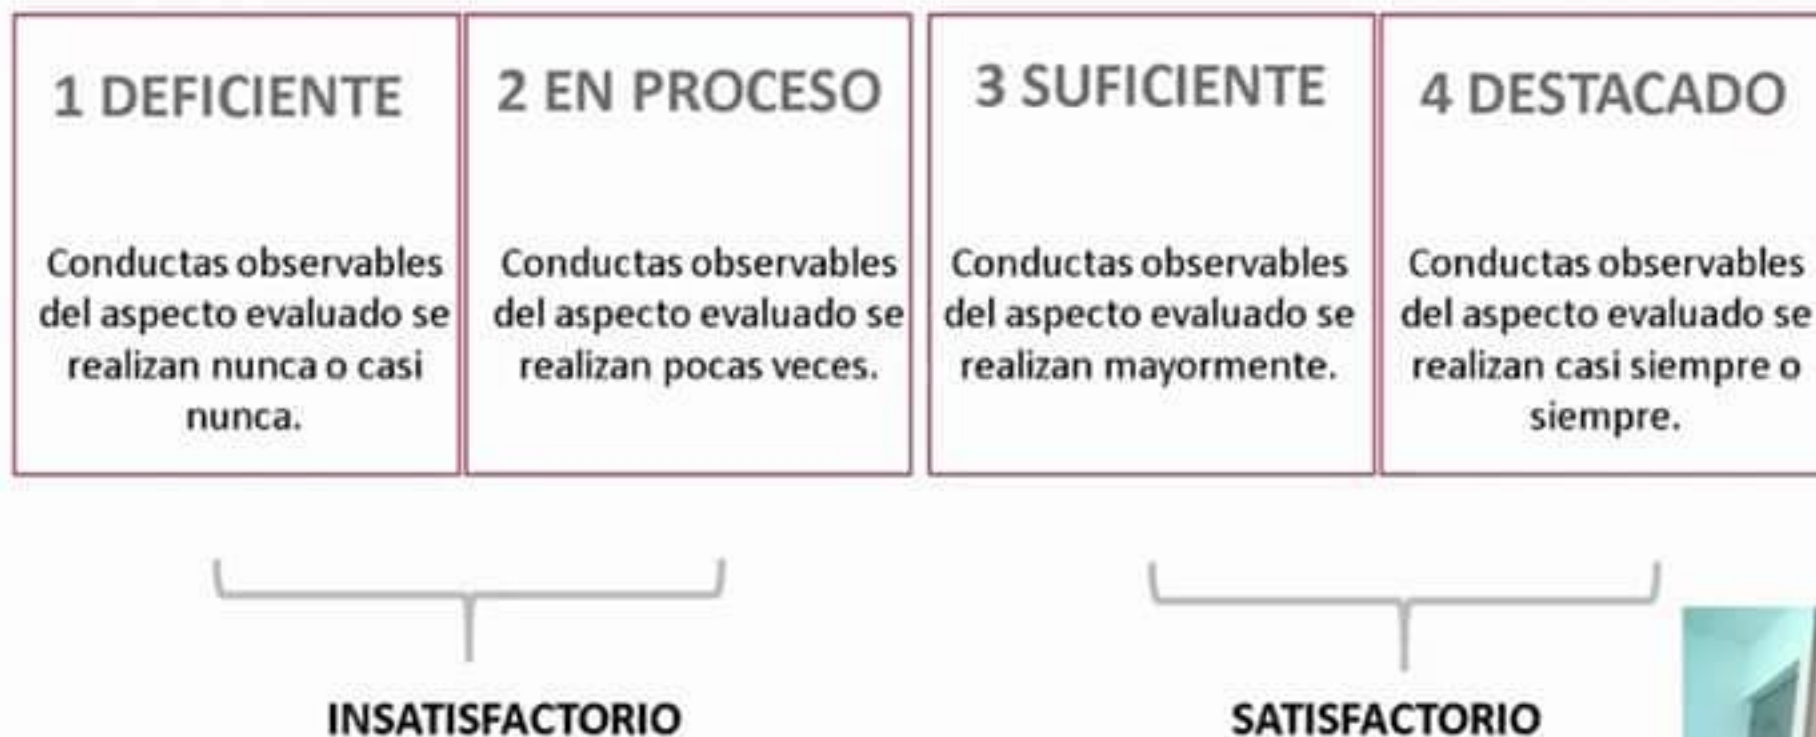 1 DEFICIENTE
Conductas observables
del aspecto evaluado se
realizan nunca o casi
nunca.
2 EN PROCESO
Conductas observables
del aspecto evaluado se
realizan pocas veces.
3 SUFICIENTE
Conductas observables
del aspecto evaluado se
realizan mayormente.
4 DESTACADO
Conductas observables
del aspecto evaluado se
realizan casi siempre o
siempre.
INSATISFACTORIO
SATISFACTORIO